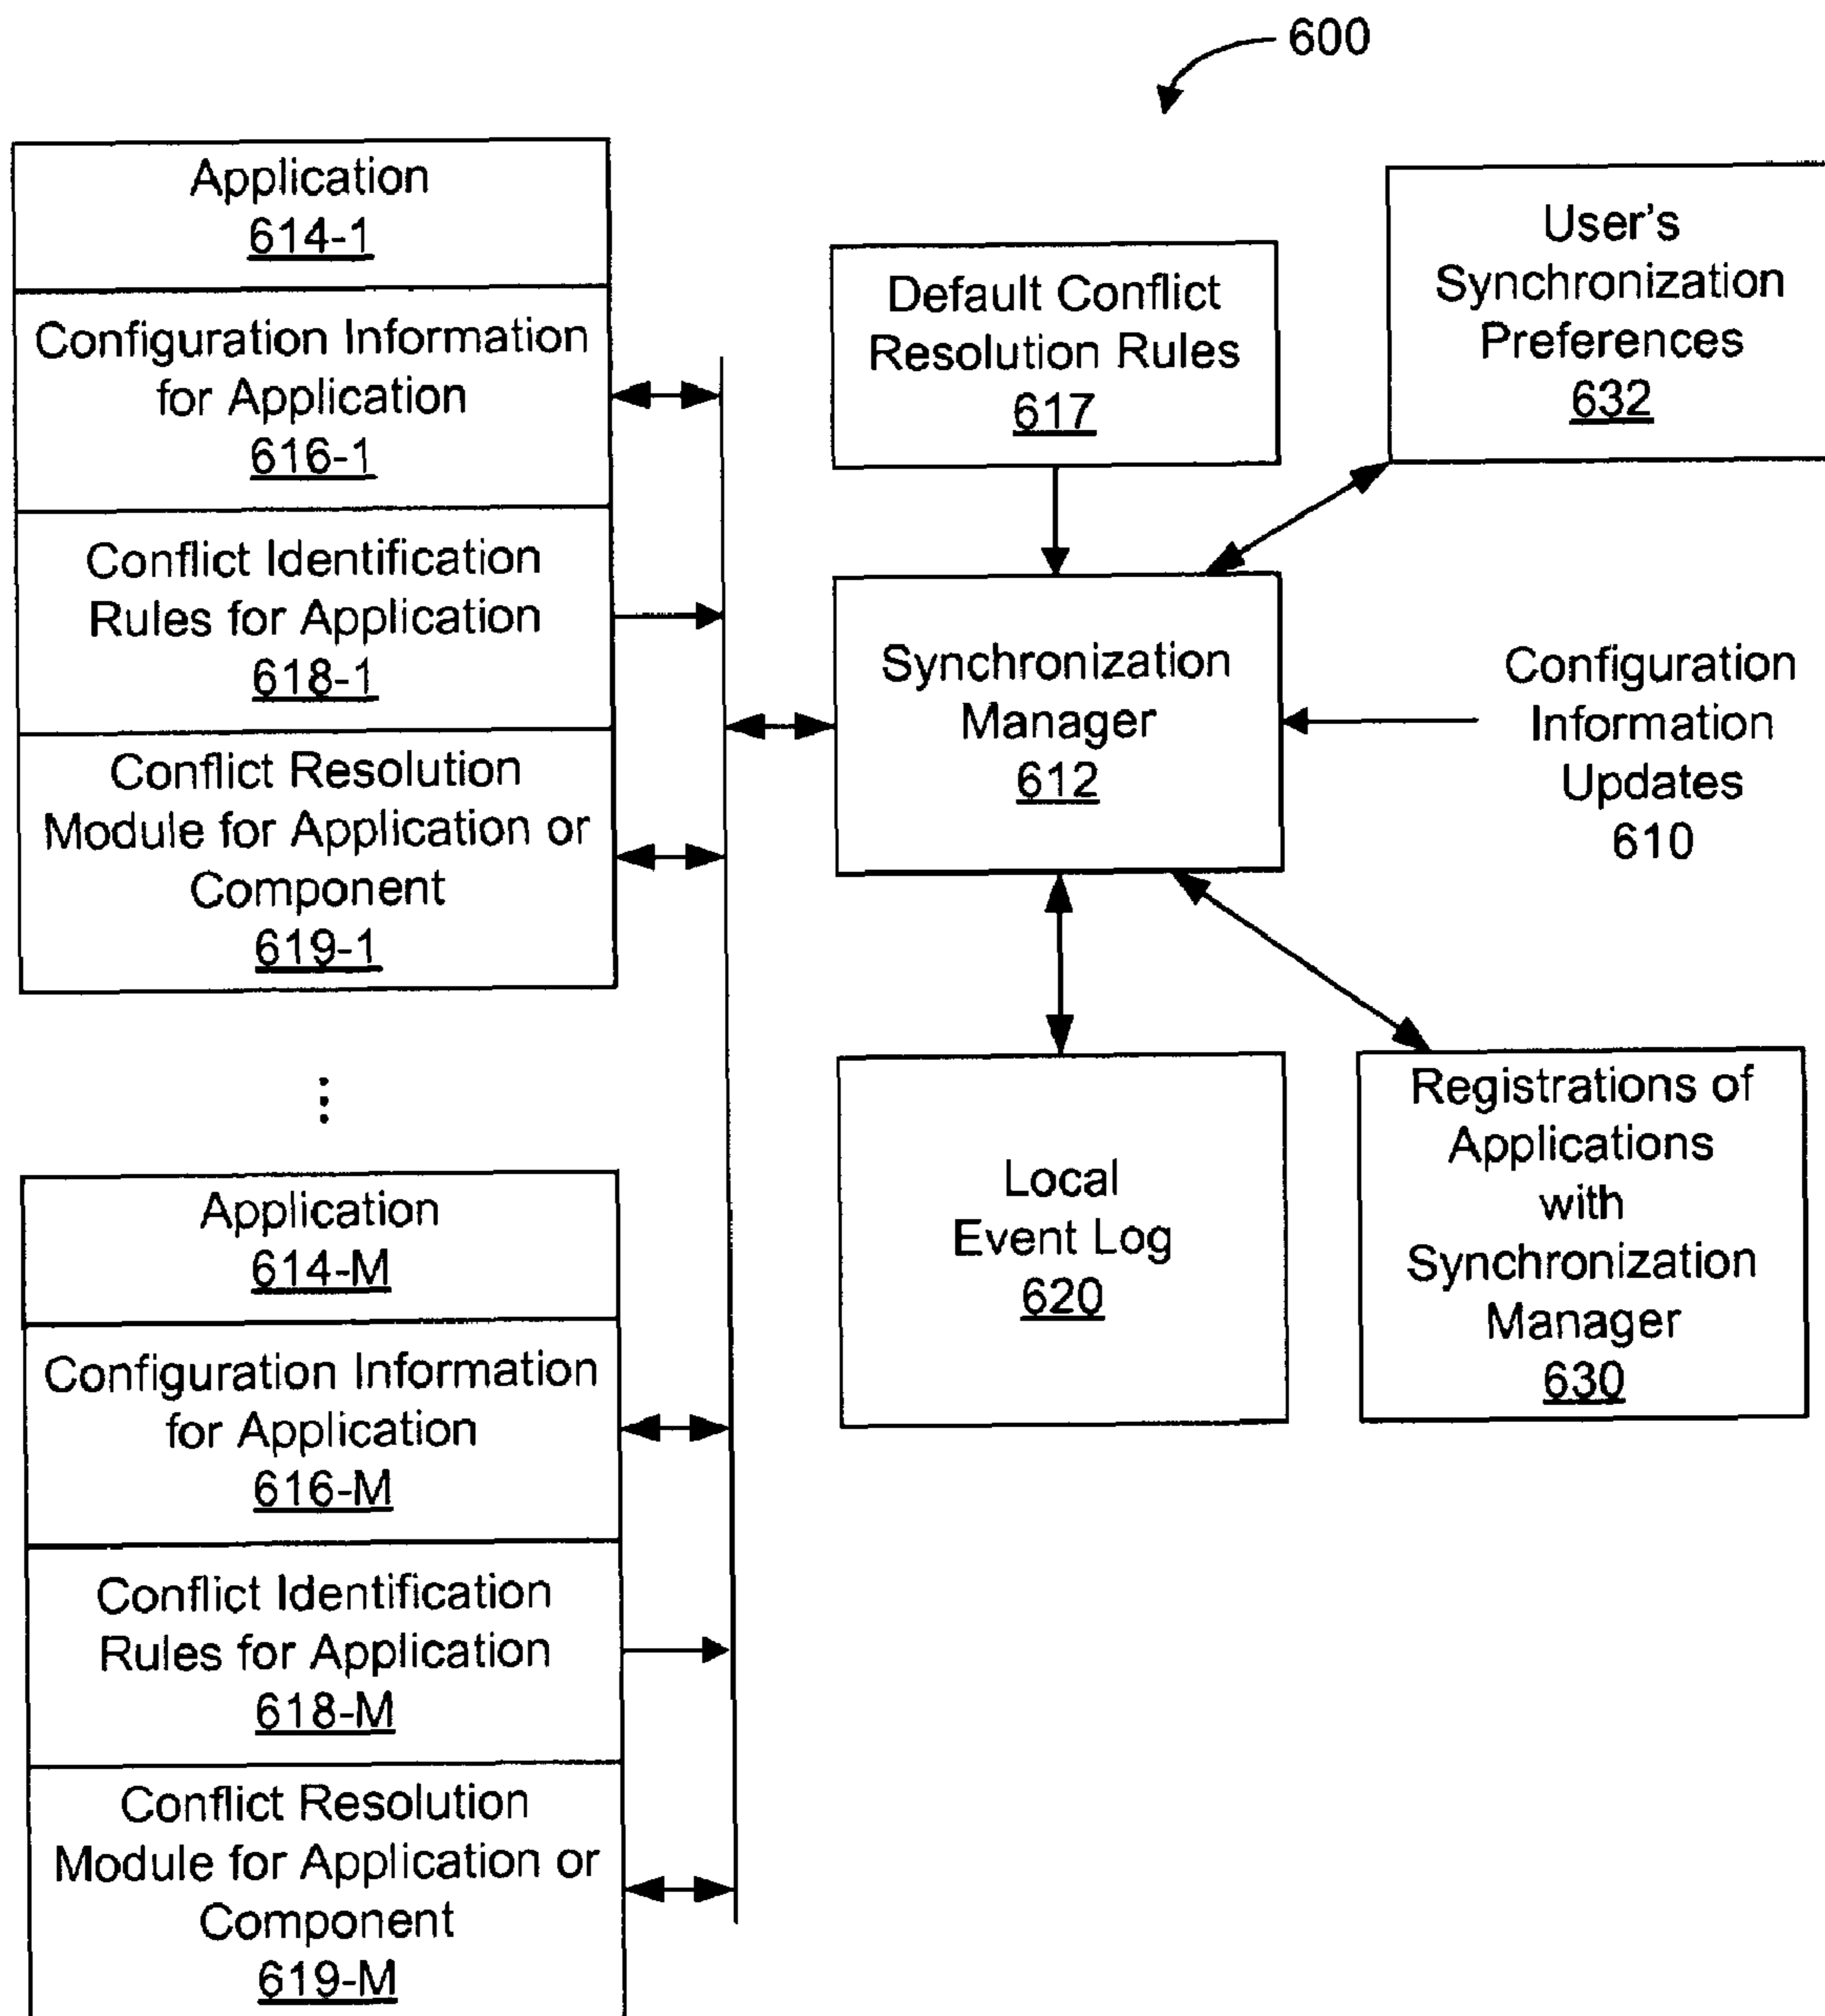 600
Application
614-1
Configuration Information
for Application
616-1
Conflict Identification
Rules for Application
618-1
Conflict Resolution
Module for Application or
Component
619-1
⋮
Application
614-M
Configuration Information
for Application
616-M
Conflict Identification
Rules for Application
618-M
Conflict Resolution
Module for Application or
Component
619-M
Default Conflict
Resolution Rules
617
Synchronization
Manager
612
Local
Event Log
620
User's
Synchronization
Preferences
632
Configuration
Information
Updates
610
Registrations of
Applications
with
Synchronization
Manager
630